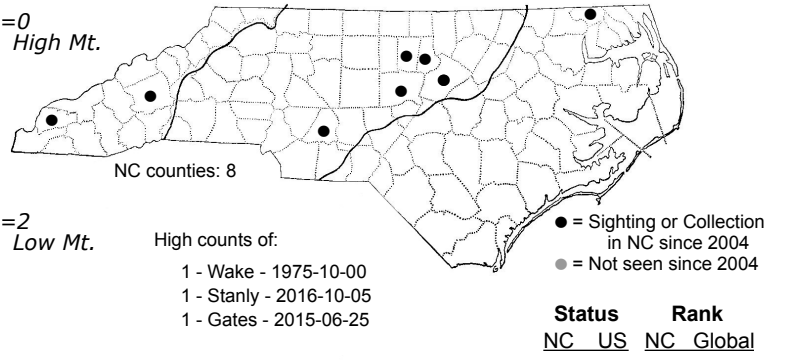 =0
High Mt.
NC counties: 8
=2
Low Mt.
High counts of:
1 - Wake - 1975-10-00
1 - Stanly - 2016-10-05
1 - Gates - 2015-06-25
= Sighting or Collection
in NC since 2004
= Not seen since 2004
Status Rank
NC US NC Global